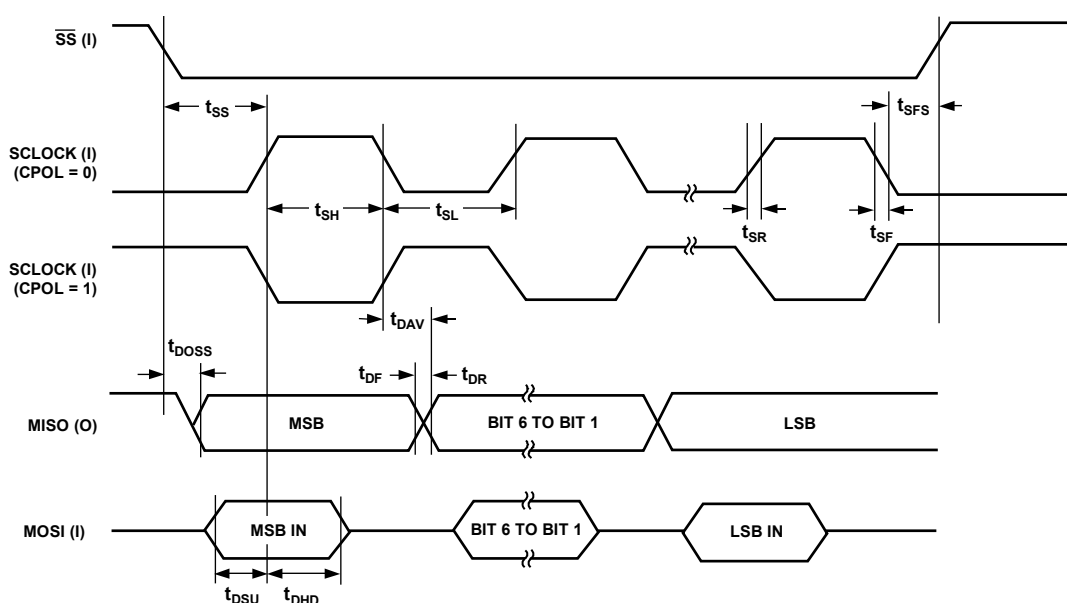 SS (I)
tSS
tSFS
SCLOCK (I)
(CPOL = 0)
tSH
tSL
tSR
tSF
SCLOCK (I)
(CPOL = 1)
tDAV
tDOSS
tDF
tDR
MISO (O)
MSB
BIT 6 TO BIT 1
LSB
MOSI (I)
MSB IN
BIT 6 TO BIT 1
LSB IN
tDSU
tDHD